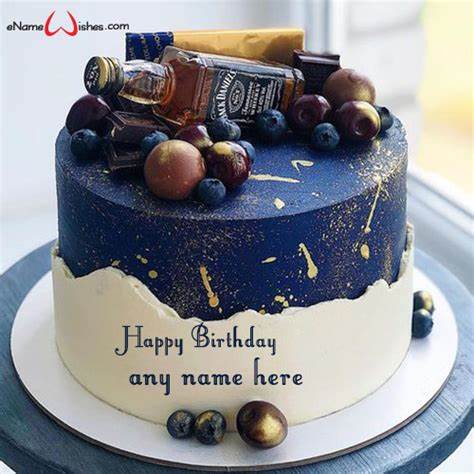 eNameWishes.com
JACK DANIEL'S
Happy Birthday
any name here